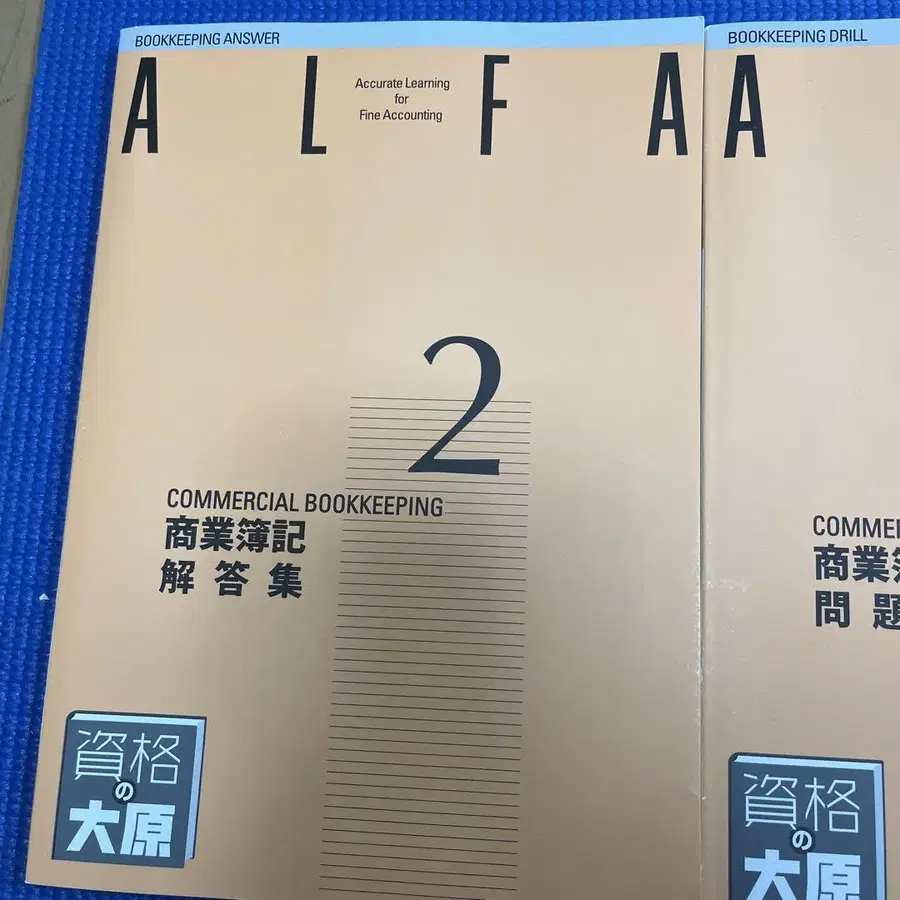 BOOKKEEPING ANSWER
A L F A
Accurate Learning
for
Fine Accounting
2
COMMERCIAL BOOKKEEPING
商業簿記
解答集
資格
の
大原
BOOKKEEPING DRILL
A
COMMER
商業
問題
資格
の
大原